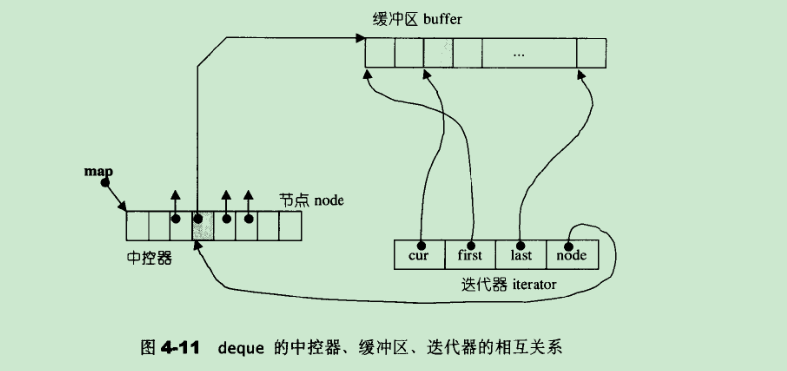 缓冲区 buffer
...
map
节点 node
中控器
cur first last node
迭代器 iterator
图 4-11 deque 的中控器、缓冲区、迭代器的相互关系